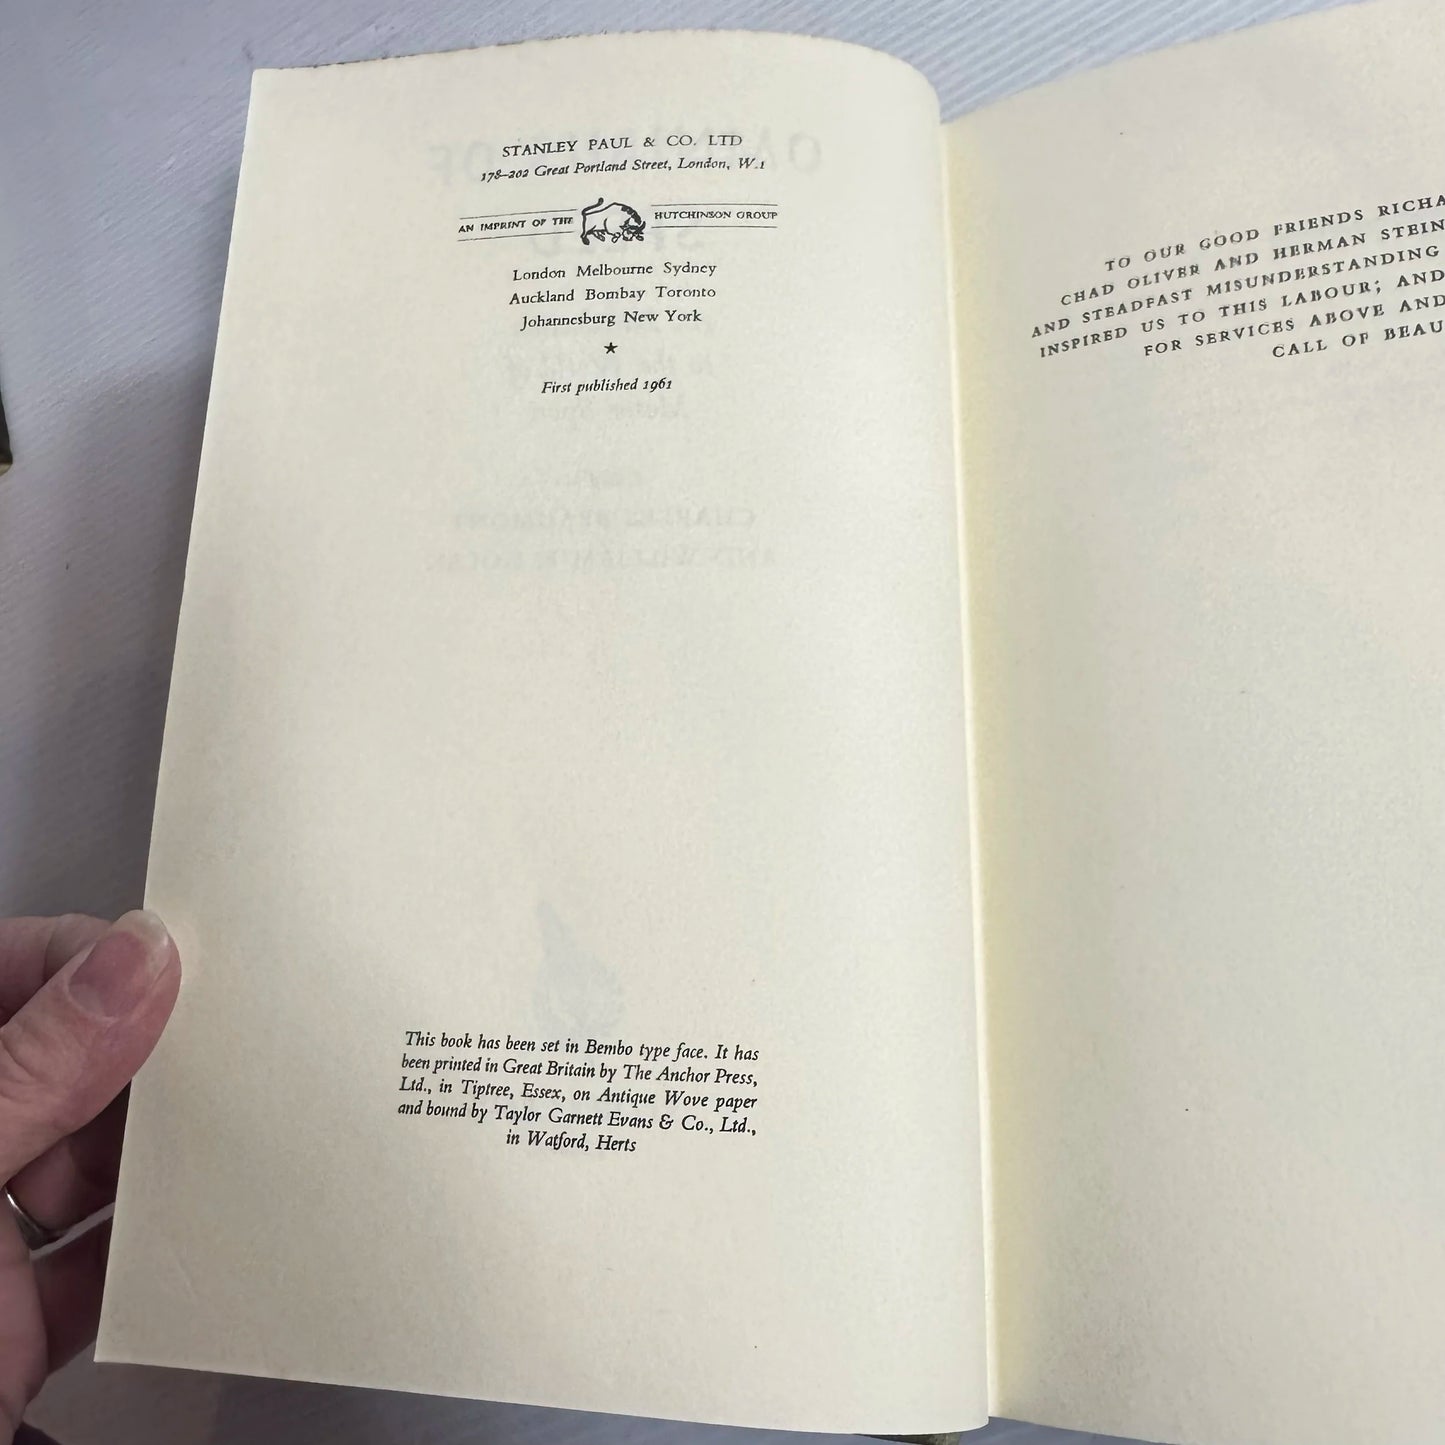 STANLEY PAUL & CO. LTD
178–202 Great Portland Street, London, W.1
AN IMPRINT OF THE HUTCHINSON GROUP
London Melbourne Sydney
Auckland Bombay Toronto
Johannesburg New York
★
First published 1961
This book has been set in Bembo type face. It has
been printed in Great Britain by The Anchor Press,
Ltd., in Tiptree, Essex, on Antique Wove paper
and bound by Taylor Garnett Evans & Co., Ltd.,
in Watford, Herts
TO OUR GOOD FRIENDS
CHAD OLIVER AND HERMAN
AND STEADFAST MISUNDERSTANDING
INSPIRED US TO THIS LABOUR; AND
FOR SERVICES ABOVE AND
CALL OF